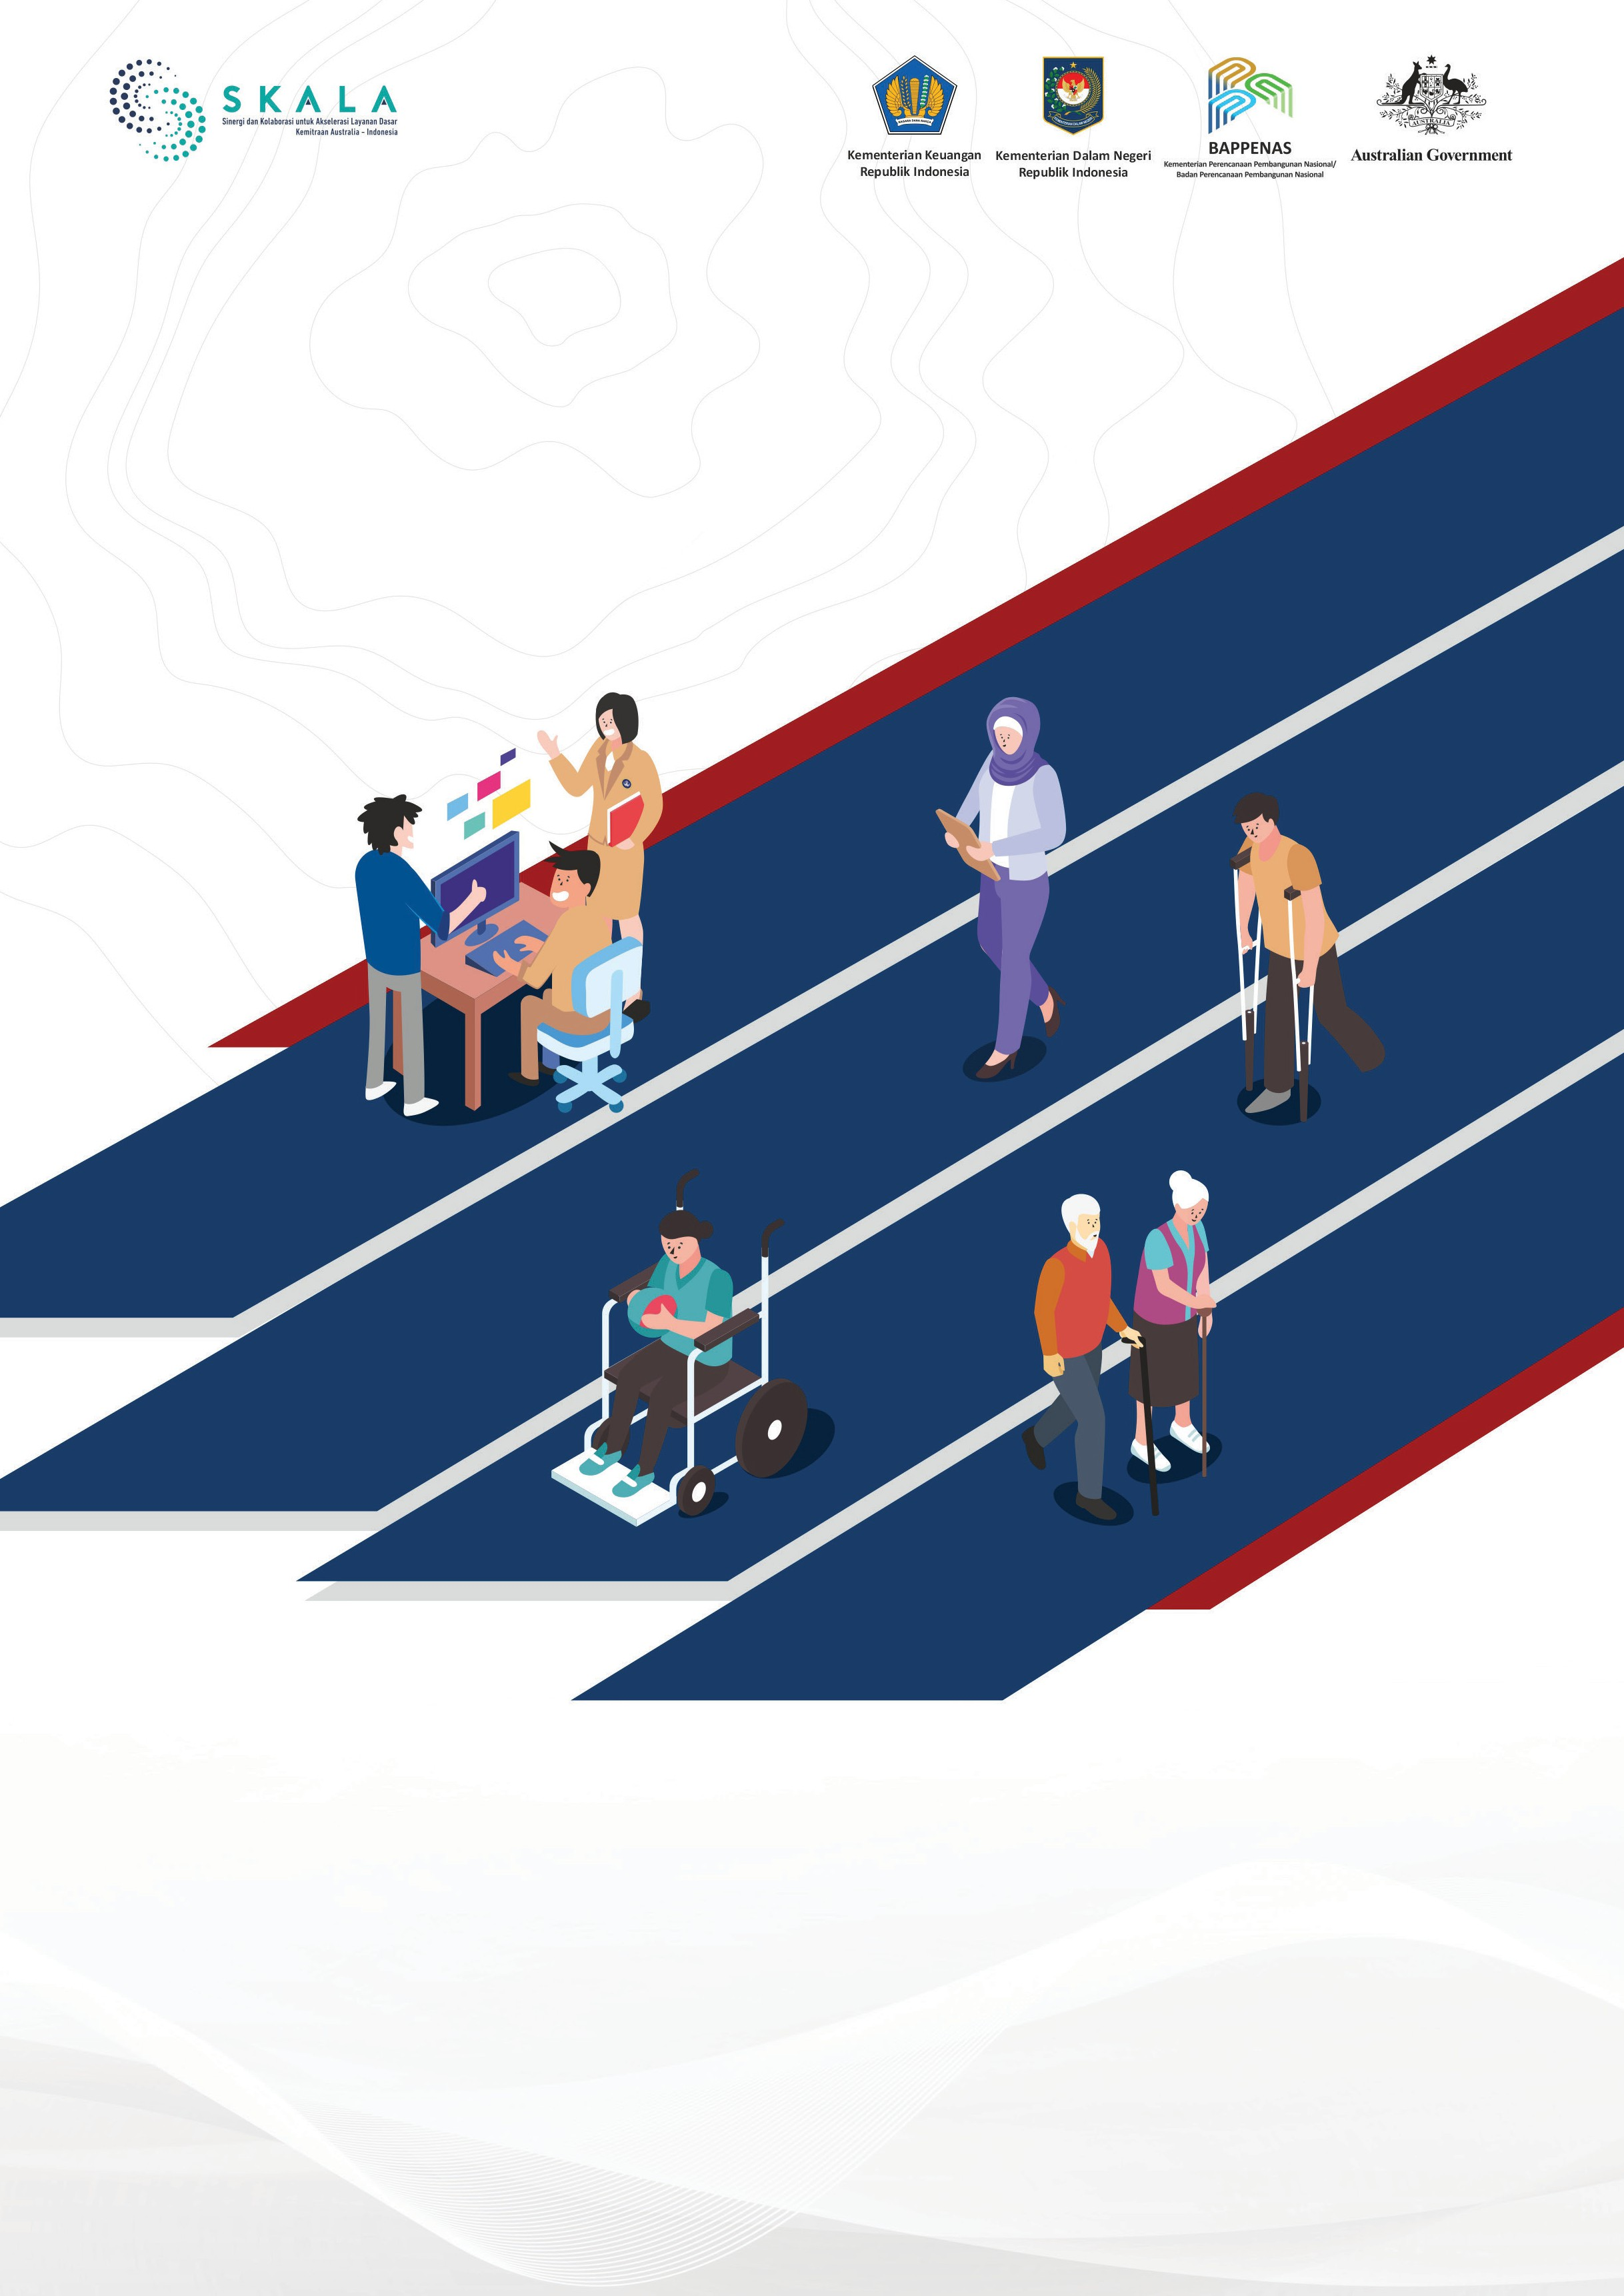 SKALA
Sinergi dan Kolaborasi untuk Akselerasi Layanan Dasar
Kemitraan Australia - Indonesia
Kementerian Keuangan
Republik Indonesia
Kementerian Dalam Negeri
Republik Indonesia
BAPPENAS
Kementerian Perencanaan Pembangunan Nasional/
Badan Perencanaan Pembangunan Nasional
AUSTRALIA
Australian Government